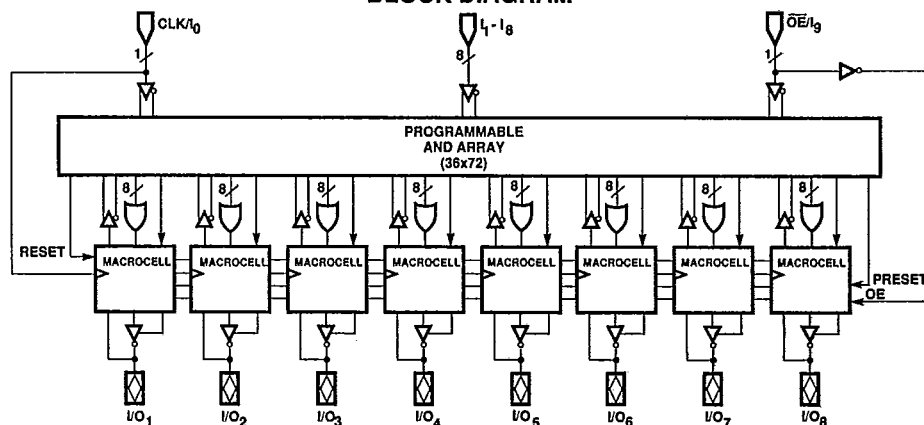 BLOCK DIAGRAM
CLK/I0
I1 - I8
OE/I9
1
8
1
PROGRAMMABLE
AND ARRAY
(36x72)
8 8 8 8 8 8 8 8
RESET
MACROCELL MACROCELL MACROCELL MACROCELL MACROCELL MACROCELL MACROCELL MACROCELL
PRESET
OE
I/O1 I/O2 I/O3 I/O4 I/O5 I/O6 I/O7 I/O8